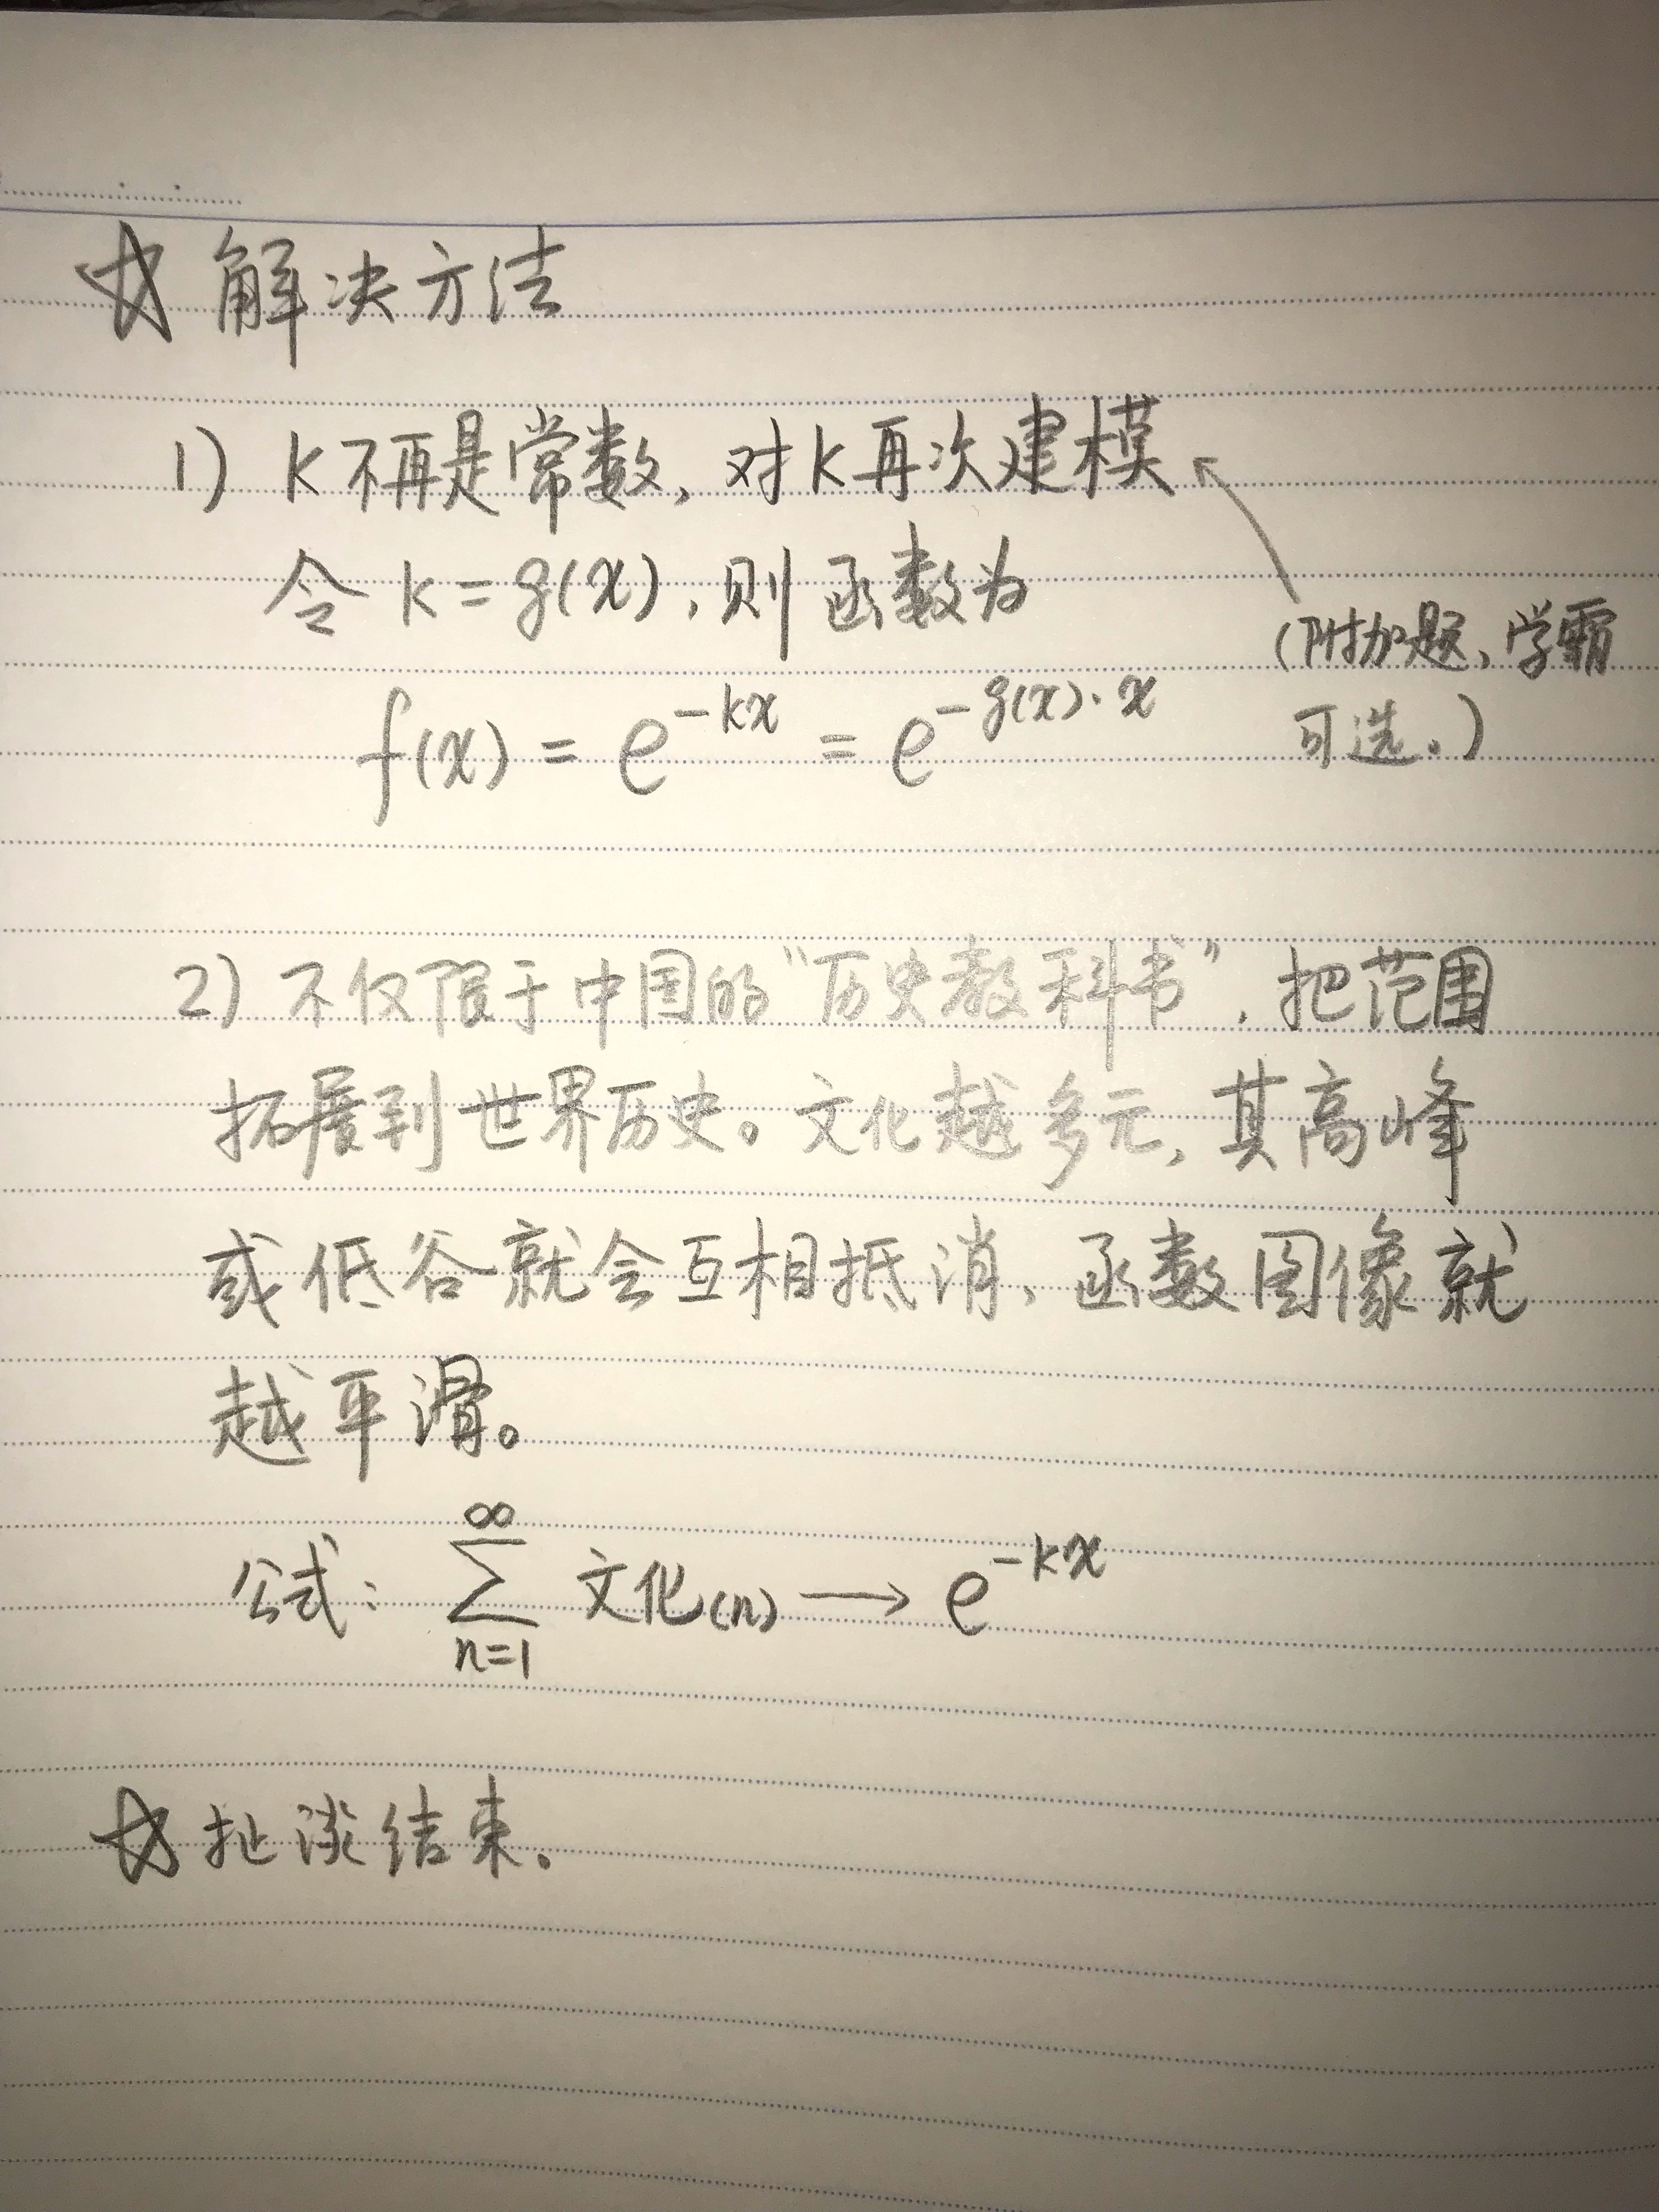 ☆ 解决方法
1) k不再是常数, 对k再次建模
令 k = g(x), 则函数为
(附加题、学霸
可选。)
f(x) = e^{-kx} = e^{-g(x)·x}
2) 不仅限于中国的“历史教科书”, 把范围
拓展到世界历史。文化越多元, 其高峰
或低谷就会互相抵消, 函数图像就
越平滑。
公式: ∑_{n=1}^{∞} 文化(n) → e^{-kx}
☆ 扯淡结束.